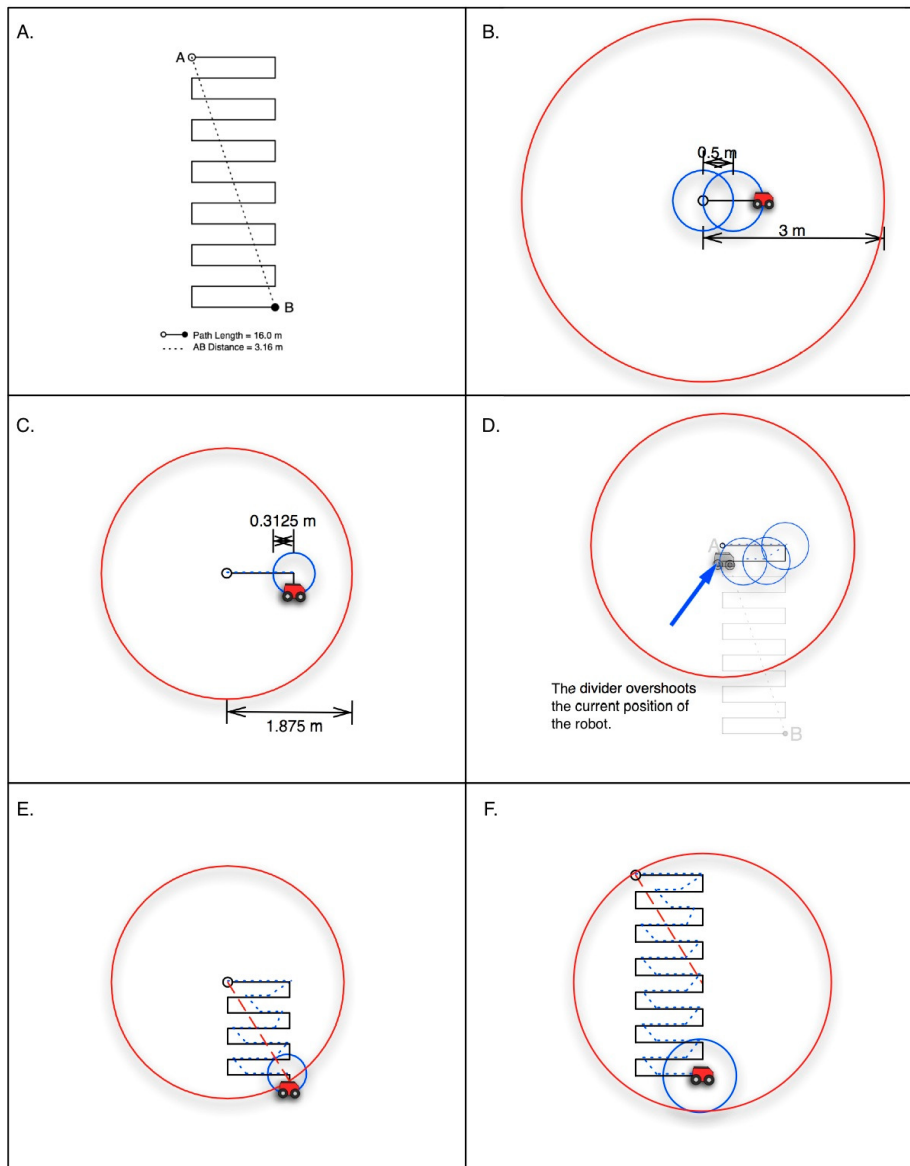 A.
A
B
Path Length = 16.0 m
AB Distance = 3.16 m
B.
0.5 m
3 m
C.
0.3125 m
1.875 m
D.
A
The divider overshoots
the current position of
the robot.
B
E.
F.